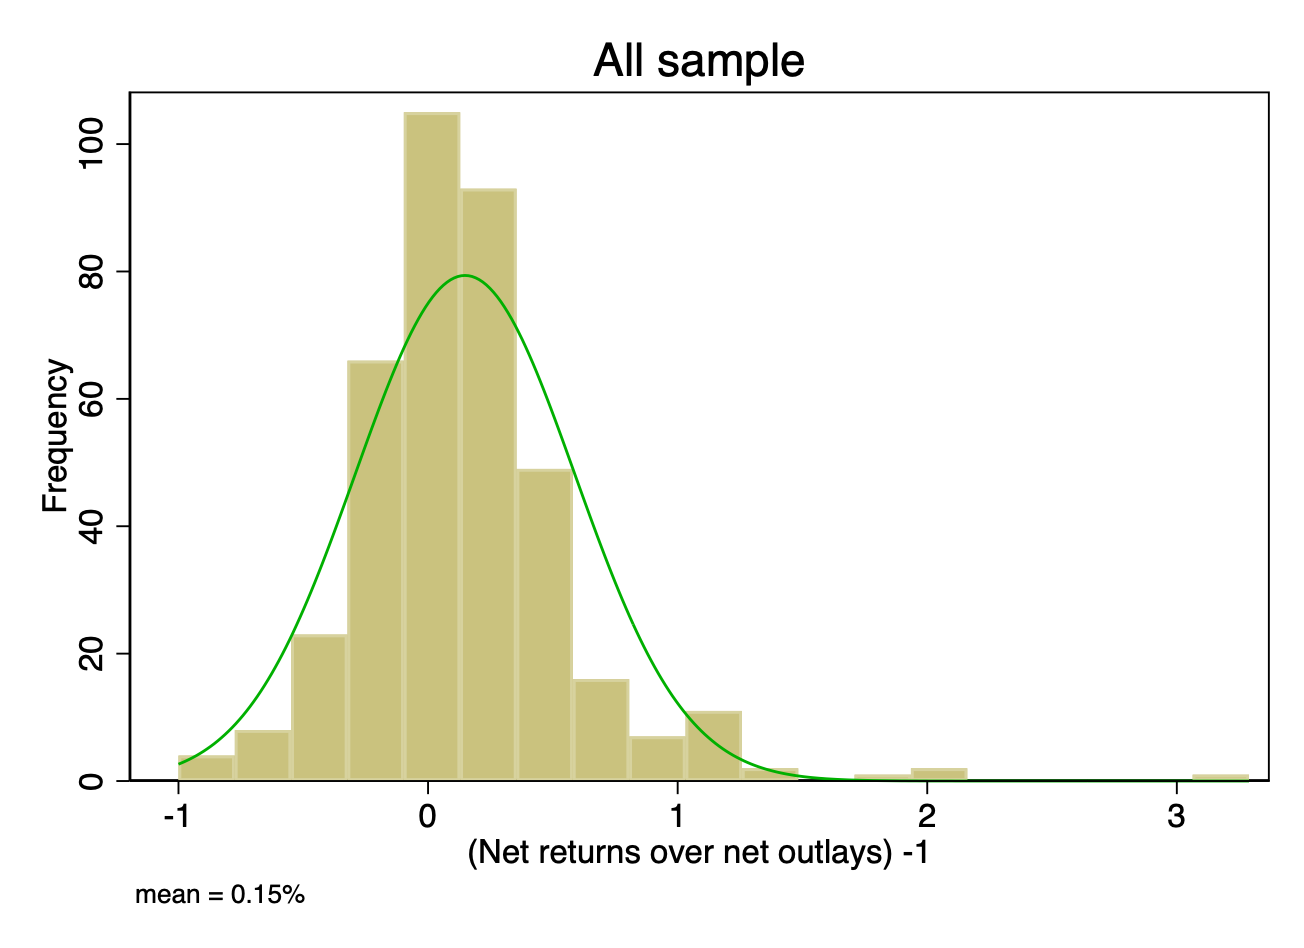 All sample
Frequency
100
80
60
40
20
0
-1 0 1 2 3
(Net returns over net outlays) -1
mean = 0.15%